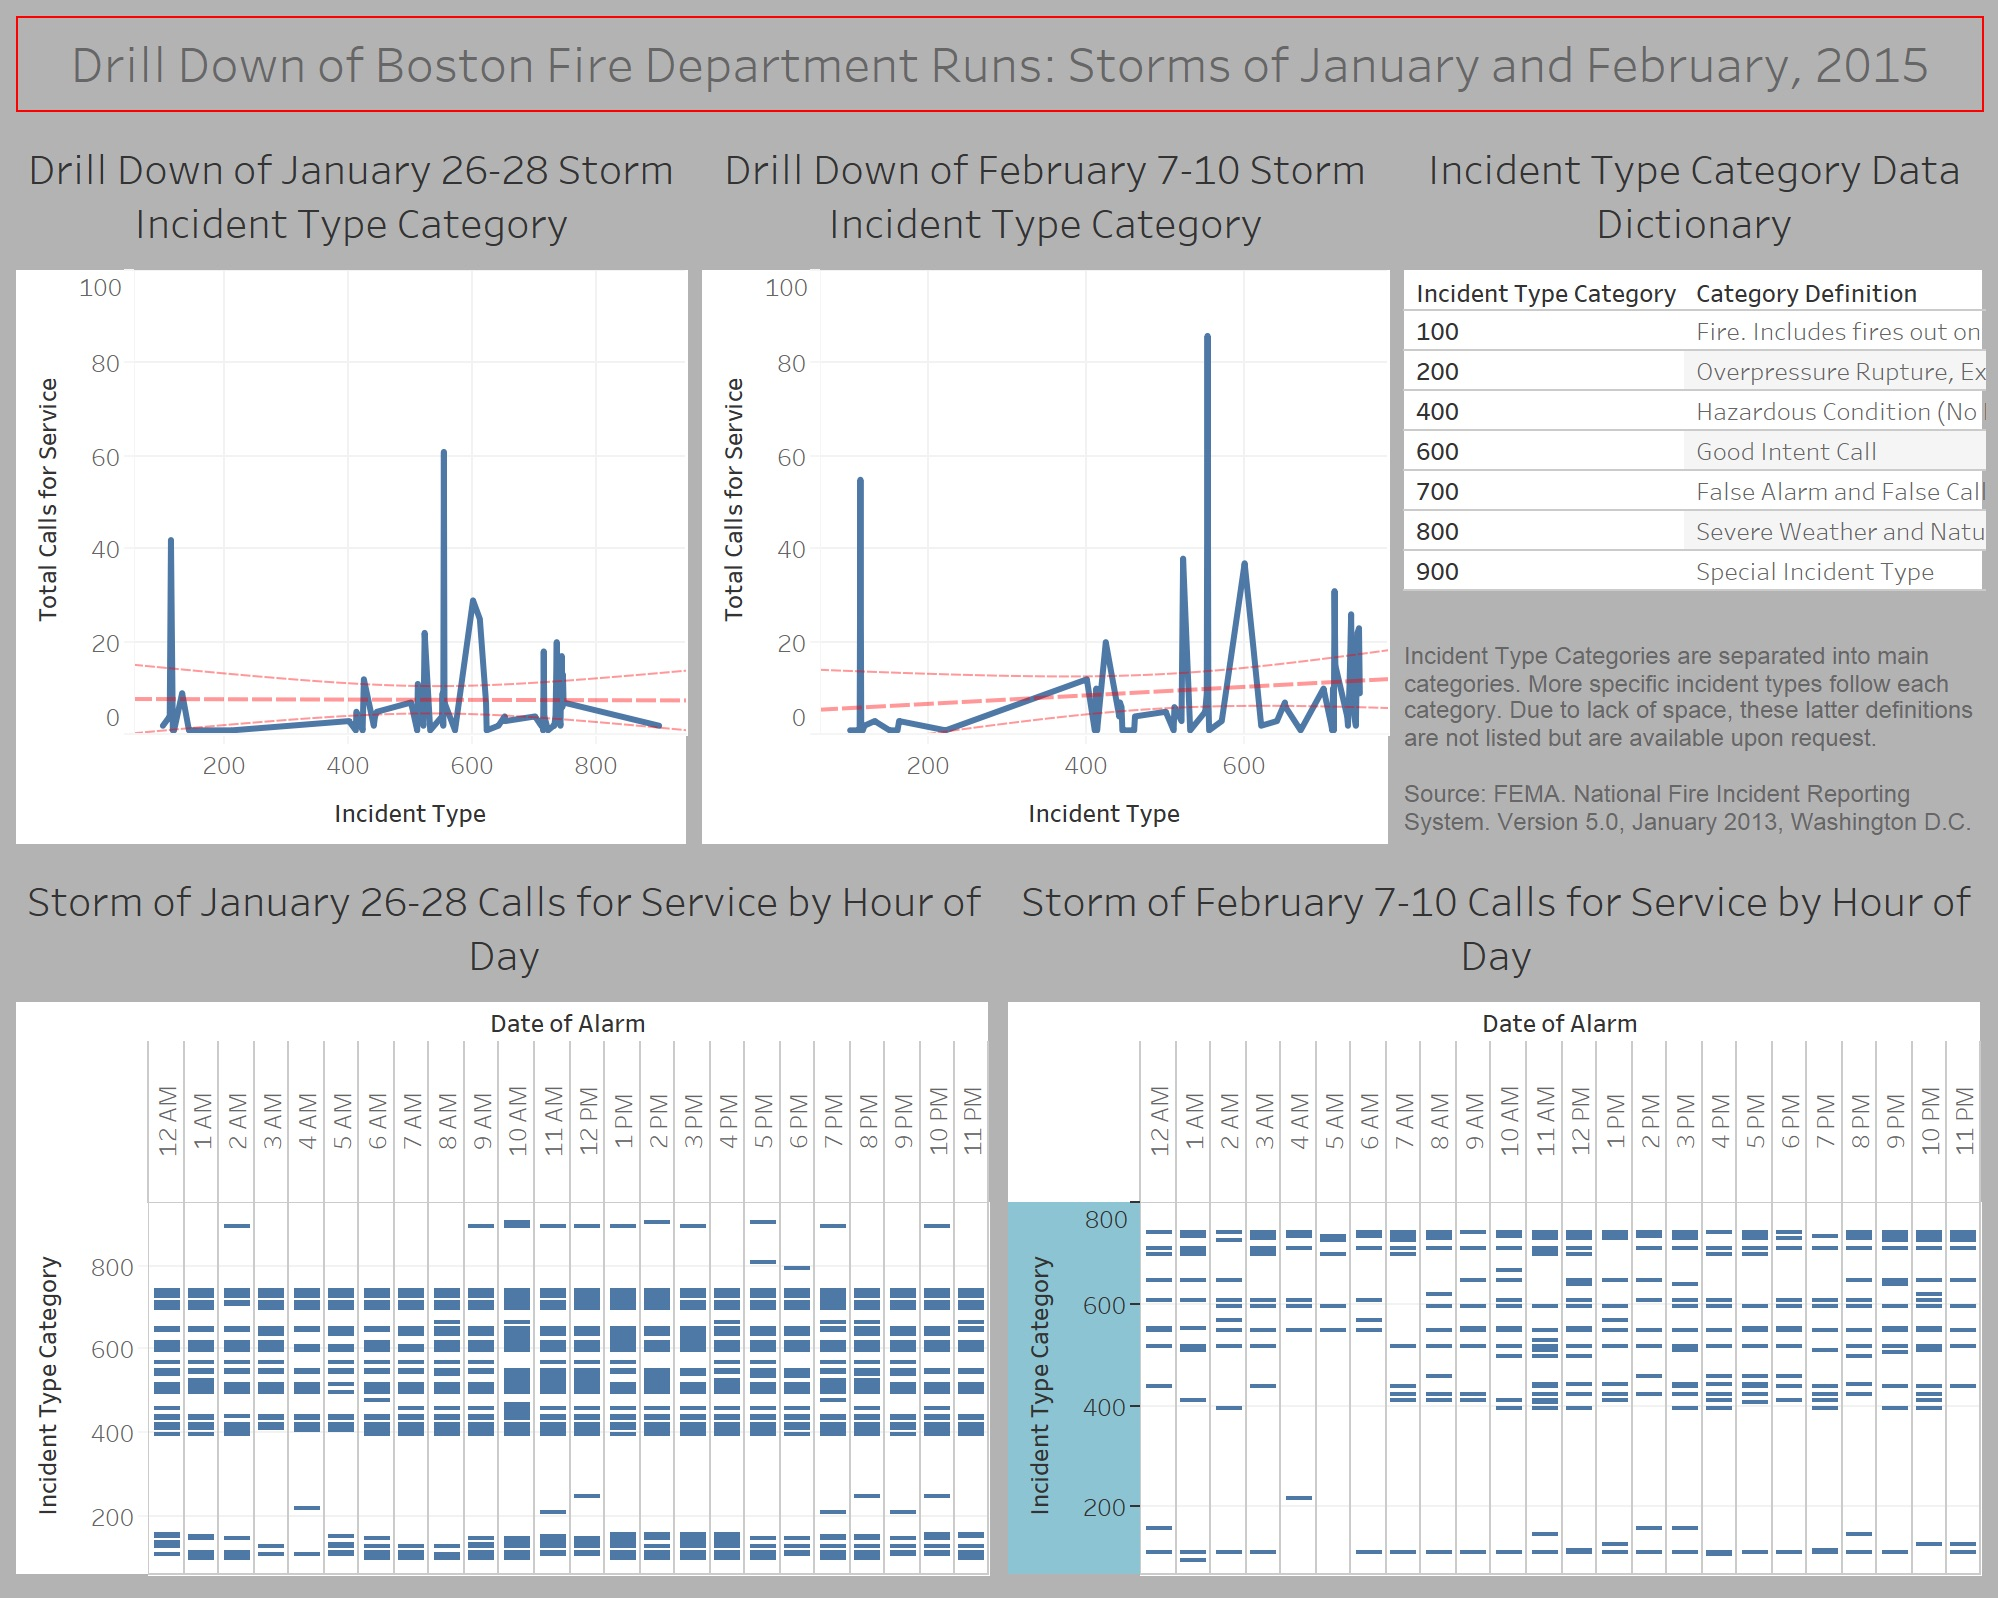 Drill Down of Boston Fire Department Runs: Storms of January and February, 2015
Drill Down of January 26-28 Storm
Incident Type Category
100
80
60
40
20
0
Total Calls for Service
200 400 600 800
Incident Type
Drill Down of February 7-10 Storm
Incident Type Category
100
80
60
40
20
0
Total Calls for Service
200 400 600
Incident Type
Incident Type Category Data
Dictionary
Incident Type Category Category Definition
100 Fire. Includes fires out on
200 Overpressure Rupture, Ex
400 Hazardous Condition (No
600 Good Intent Call
700 False Alarm and False Call
800 Severe Weather and Natu
900 Special Incident Type
Incident Type Categories are separated into main
categories. More specific incident types follow each
category. Due to lack of space, these latter definitions
are not listed but are available upon request.
Source: FEMA. National Fire Incident Reporting
System. Version 5.0, January 2013, Washington D.C.
Storm of January 26-28 Calls for Service by Hour of
Day
Date of Alarm
12 AM 1 AM 2 AM 3 AM 4 AM 5 AM 6 AM 7 AM 8 AM 9 AM 10 AM 11 AM 12 PM 1 PM 2 PM 3 PM 4 PM 5 PM 6 PM 7 PM 8 PM 9 PM 10 PM 11 PM
Incident Type Category
800
600
400
200
Storm of February 7-10 Calls for Service by Hour of
Day
Date of Alarm
12 AM 1 AM 2 AM 3 AM 4 AM 5 AM 6 AM 7 AM 8 AM 9 AM 10 AM 11 AM 12 PM 1 PM 2 PM 3 PM 4 PM 5 PM 6 PM 7 PM 8 PM 9 PM 10 PM 11 PM
Incident Type Category
800
600
400
200